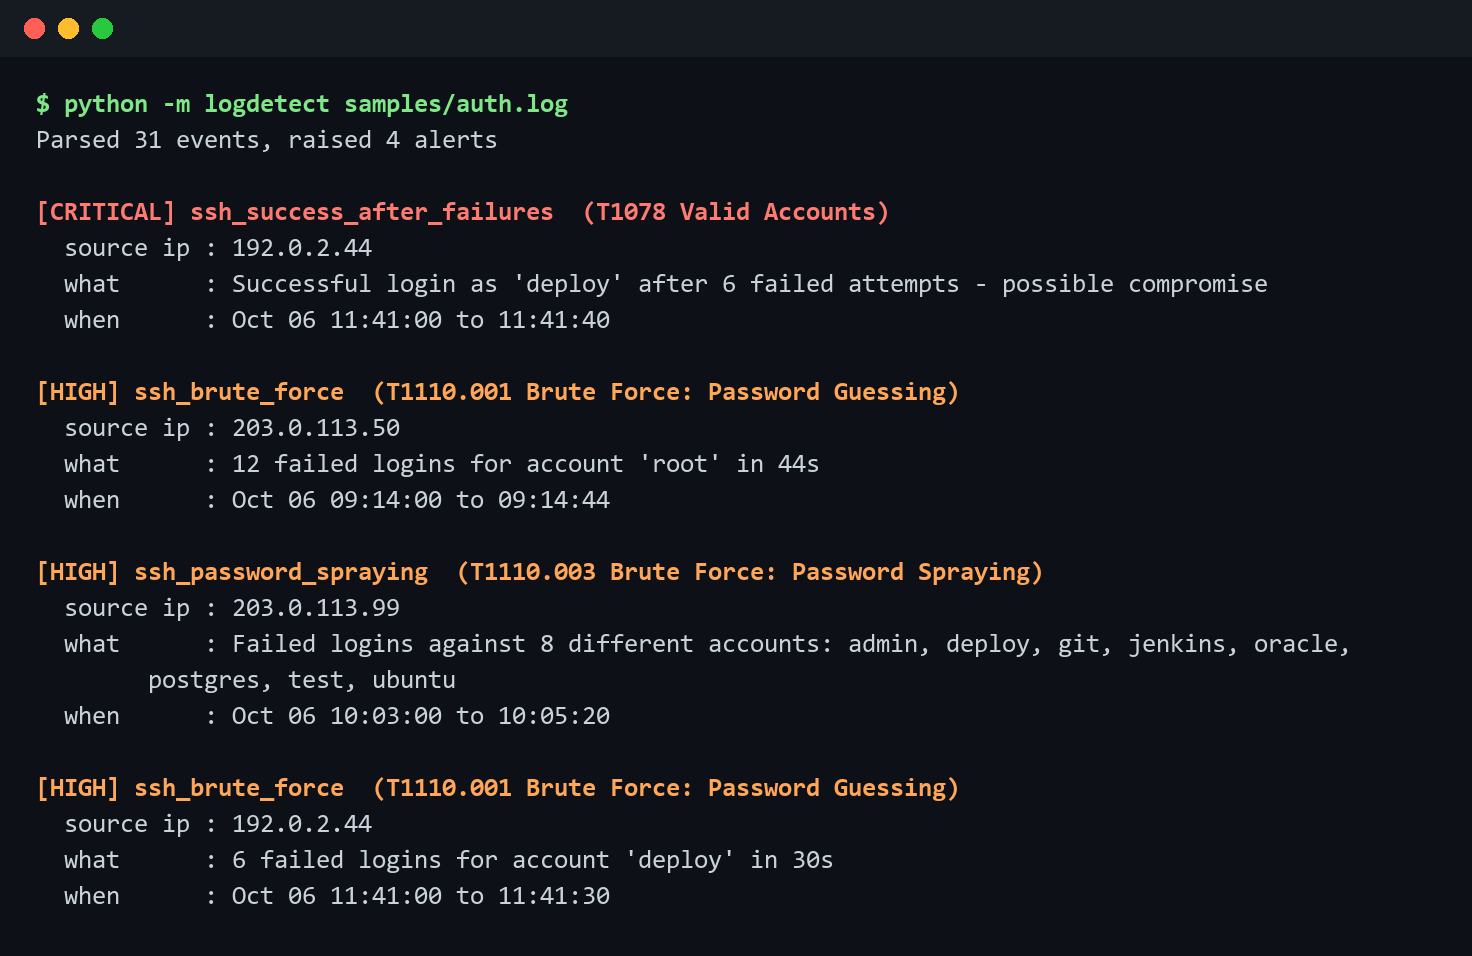 $ python -m logdetect samples/auth.log
Parsed 31 events, raised 4 alerts
[CRITICAL] ssh_success_after_failures  (T1078 Valid Accounts)
  source ip : 192.0.2.44
  what      : Successful login as 'deploy' after 6 failed attempts - possible compromise
  when      : Oct 06 11:41:00 to 11:41:40
[HIGH] ssh_brute_force  (T1110.001 Brute Force: Password Guessing)
  source ip : 203.0.113.50
  what      : 12 failed logins for account 'root' in 44s
  when      : Oct 06 09:14:00 to 09:14:44
[HIGH] ssh_password_spraying  (T1110.003 Brute Force: Password Spraying)
  source ip : 203.0.113.99
  what      : Failed logins against 8 different accounts: admin, deploy, git, jenkins, oracle,
        postgres, test, ubuntu
  when      : Oct 06 10:03:00 to 10:05:20
[HIGH] ssh_brute_force  (T1110.001 Brute Force: Password Guessing)
  source ip : 192.0.2.44
  what      : 6 failed logins for account 'deploy' in 30s
  when      : Oct 06 11:41:00 to 11:41:30